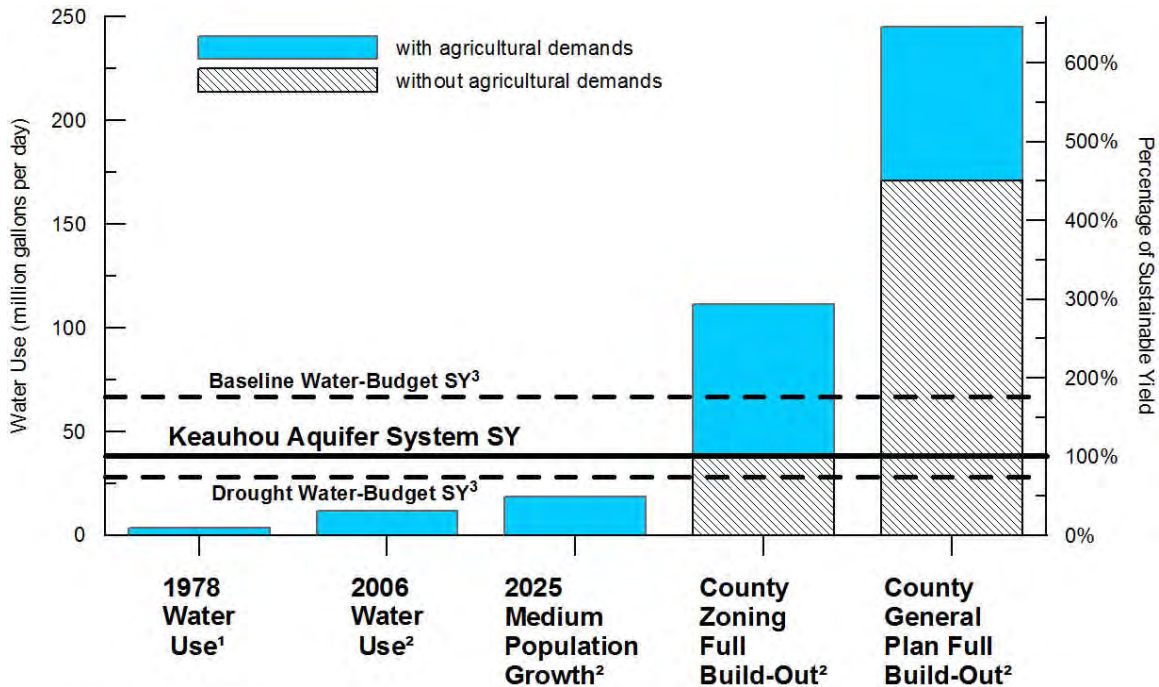 250
200
150
100
50
0
Water Use (million gallons per day)
with agricultural demands
without agricultural demands
Baseline Water-Budget SY³
Keauhou Aquifer System SY
Drought Water-Budget SY³
600%
500%
400%
300%
200%
100%
0%
Percentage of Sustainable Yield
1978
Water
Use¹
2006
Water
Use²
2025
Medium
Population
Growth²
County
Zoning
Full
Build-Out²
County
General
Plan Full
Build-Out²